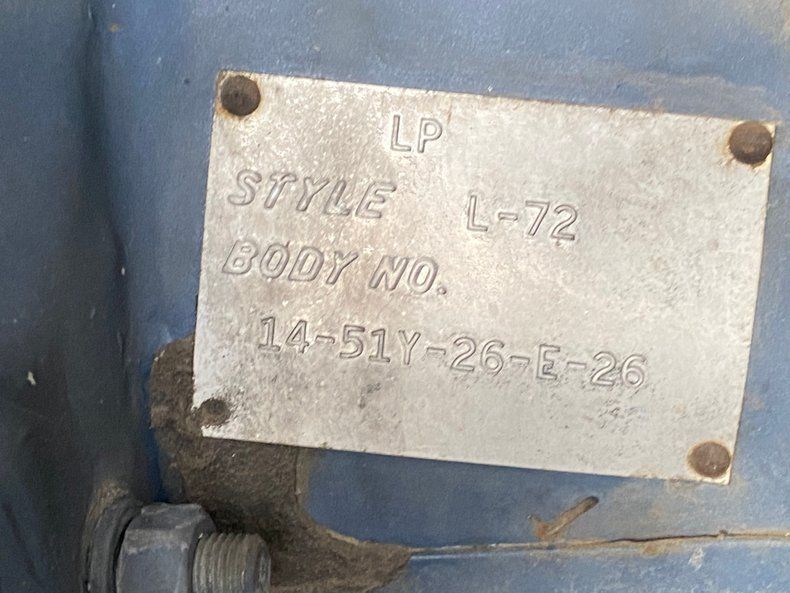 LP
STYLE L-72
BODY NO.
14-51Y-26-E-26